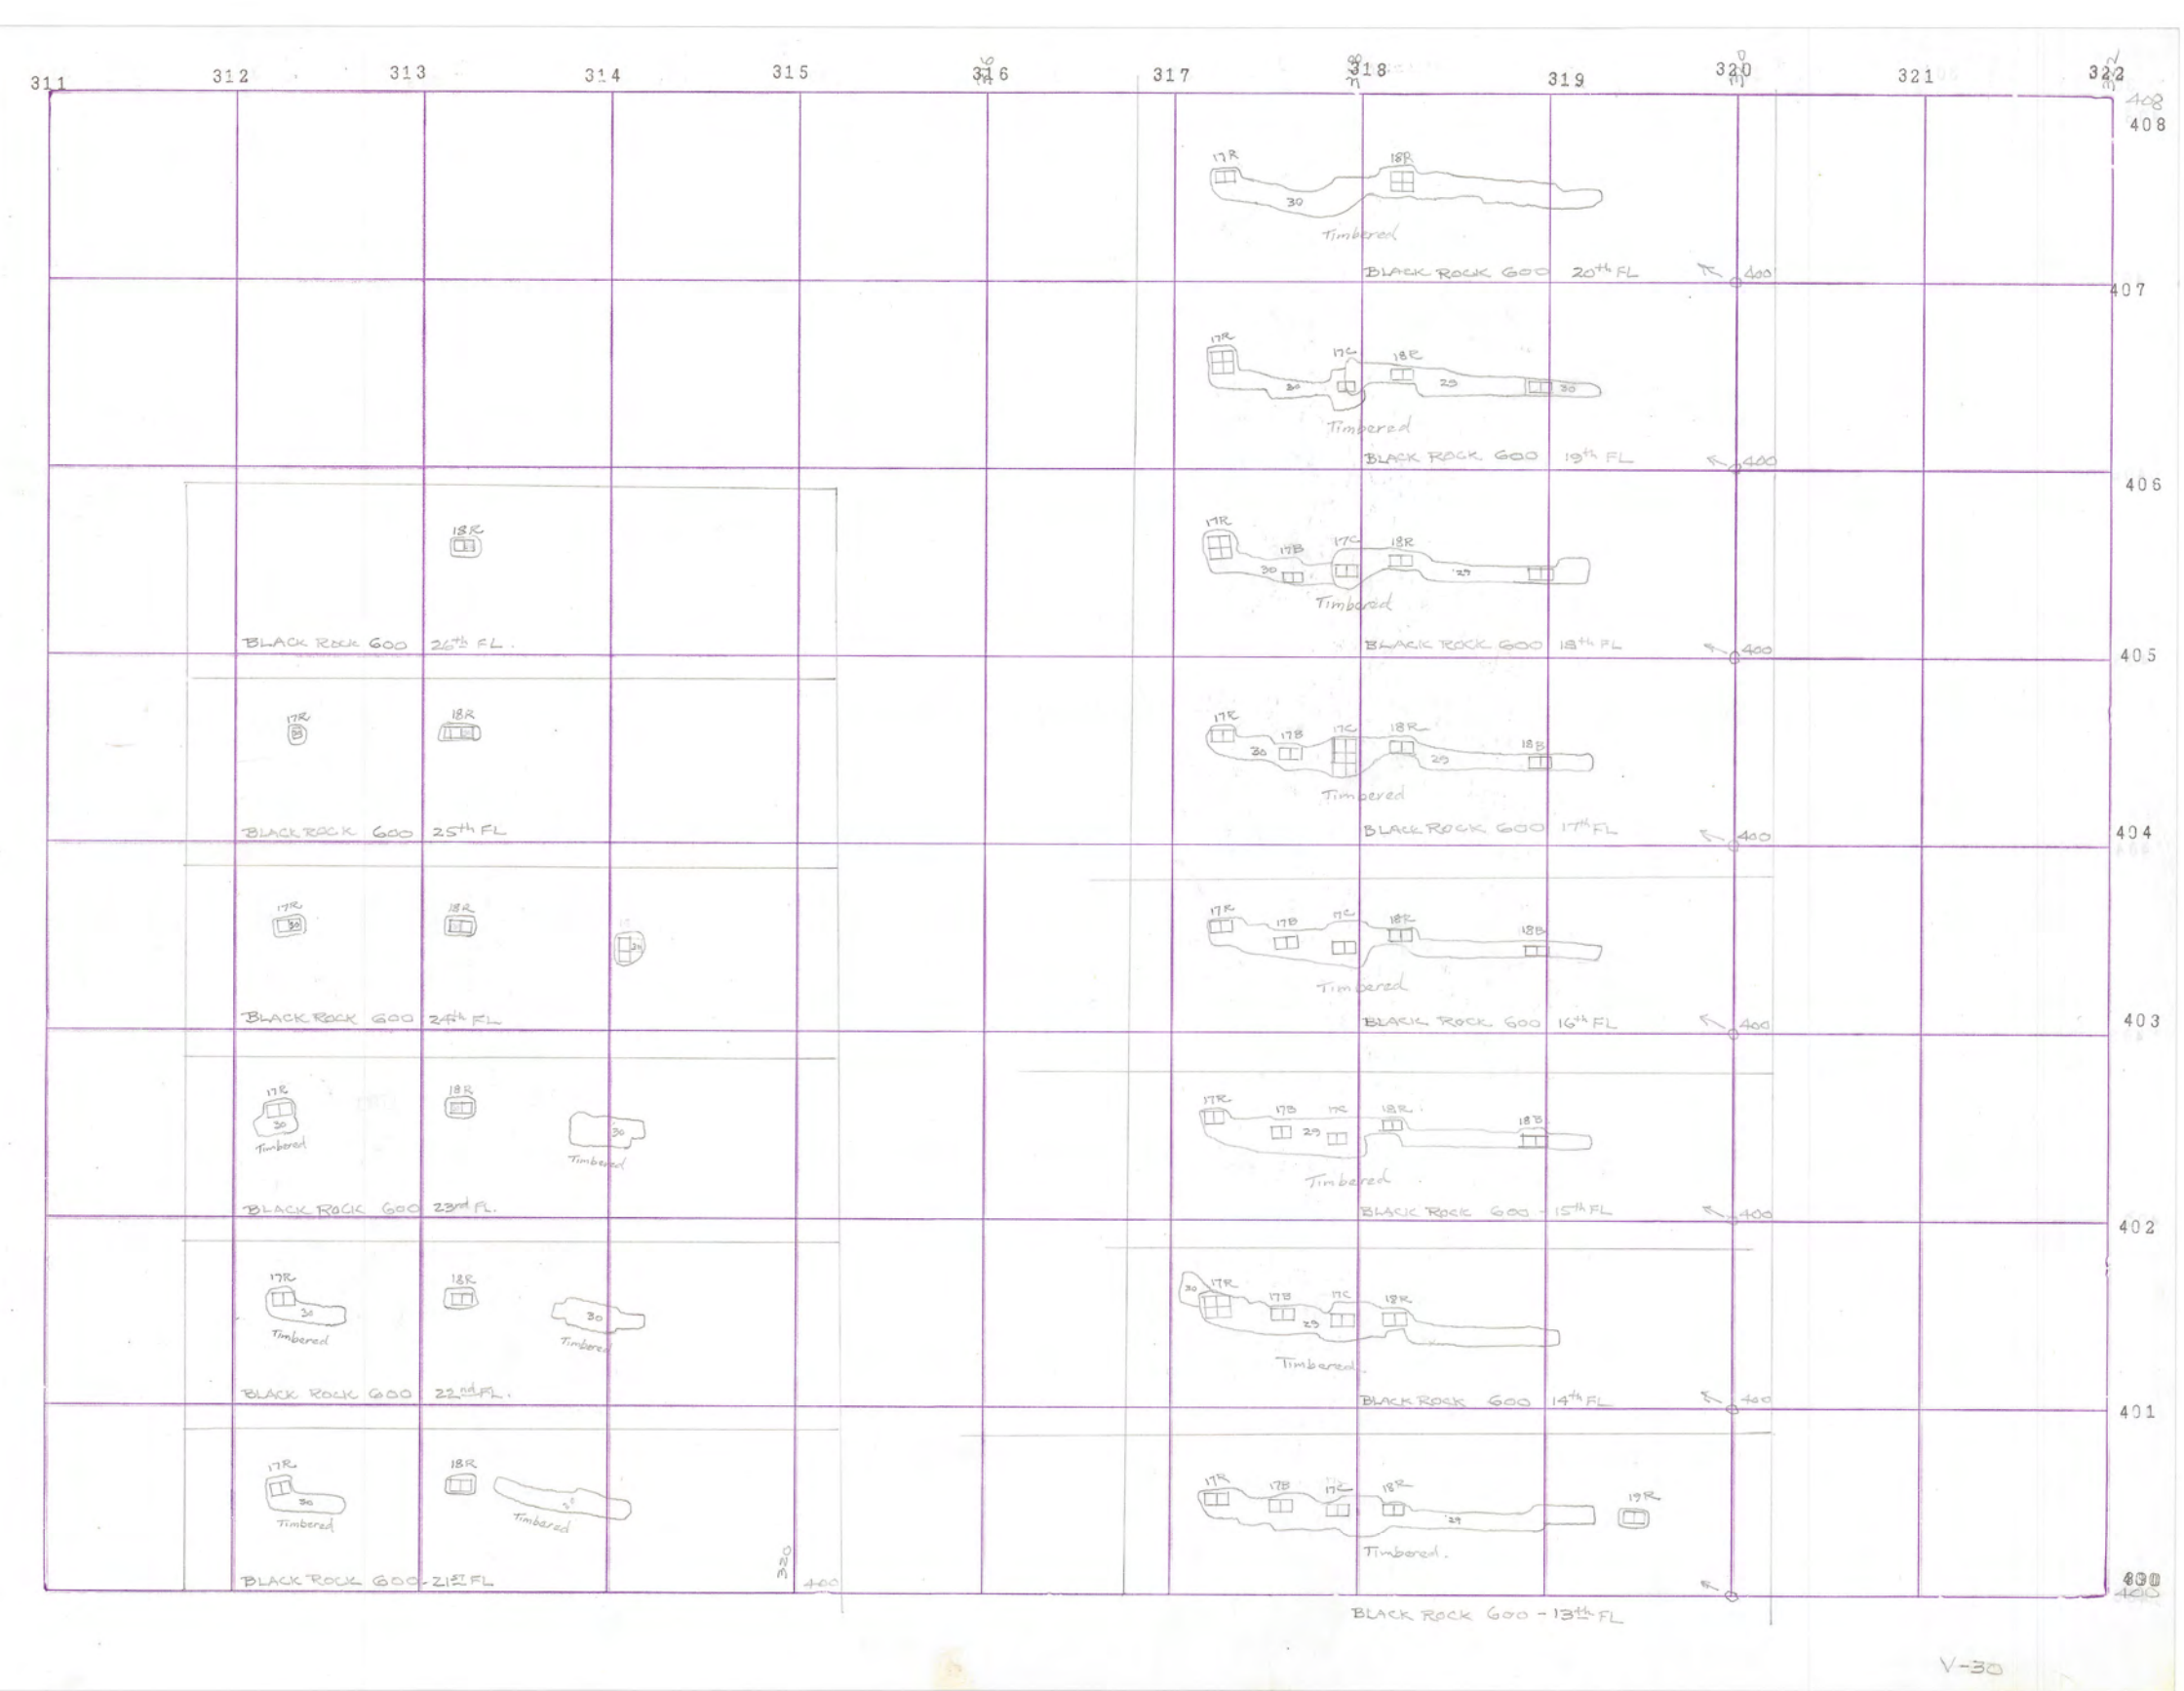 311 312 313 314 315 316 317 318 319 320 321 322
408
408
17R 18R
30
Timbered
BLACK ROCK 600 20th FL 400
407
17R 17C 18R
30 29 30
Timbered
BLACK ROCK 600 19th FL 400
406
17R 17B 17C 18R
30 29
Timbered
BLACK ROCK 600 18th FL 400
405
17R 17B 17C 18R 18B
30 29
Timbered
BLACK ROCK 600 17th FL 400
404
17R 17B 17C 18R 18B
Timbered
BLACK ROCK 600 16th FL 400
403
17R 17B 17C 18R 18B
29
Timbered
BLACK ROCK 600 - 15th FL 400
402
30 17R 17B 17C 18R
29
Timbered
BLACK ROCK 600 14th FL 400
401
17R 17B 17C 18R 19R
29
Timbered.
400
BLACK ROCK 600 - 13th FL
18R
BLACK ROCK 600 26th FL.
17R 18R
BLACK ROCK 600 25th FL
17R 18R
30 30
BLACK ROCK 600 24th FL
17R 18R
30 30
Timbered Timbered
BLACK ROCK 600 23rd FL.
17R 18R
30 30
Timbered Timbered
BLACK ROCK 600 22nd FL.
17R 18R
30
Timbered Timbered
320
400
BLACK ROCK 600 - 21st FL
V-30